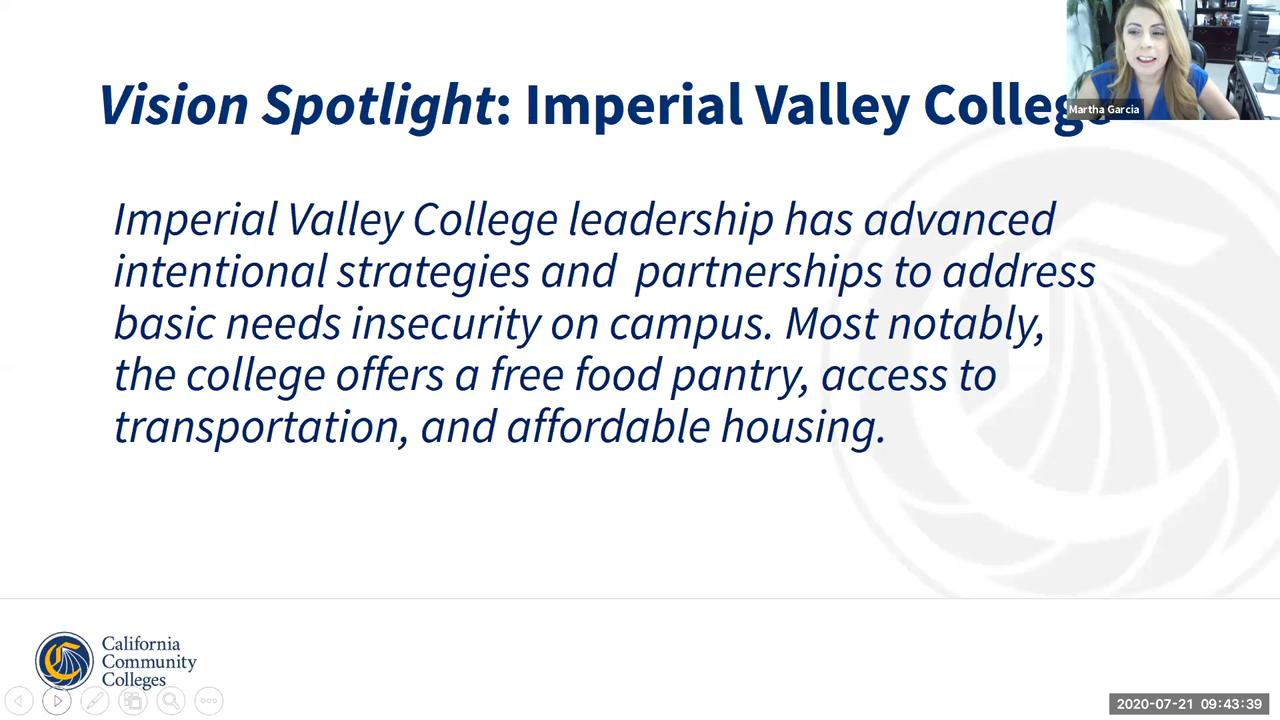 Vision Spotlight: Imperial Valley College
Martha Garcia
Imperial Valley College leadership has advanced
intentional strategies and  partnerships to address
basic needs insecurity on campus. Most notably,
the college offers a free food pantry, access to
transportation, and affordable housing.
California
Community
Colleges
2020-07-21 09:43:39